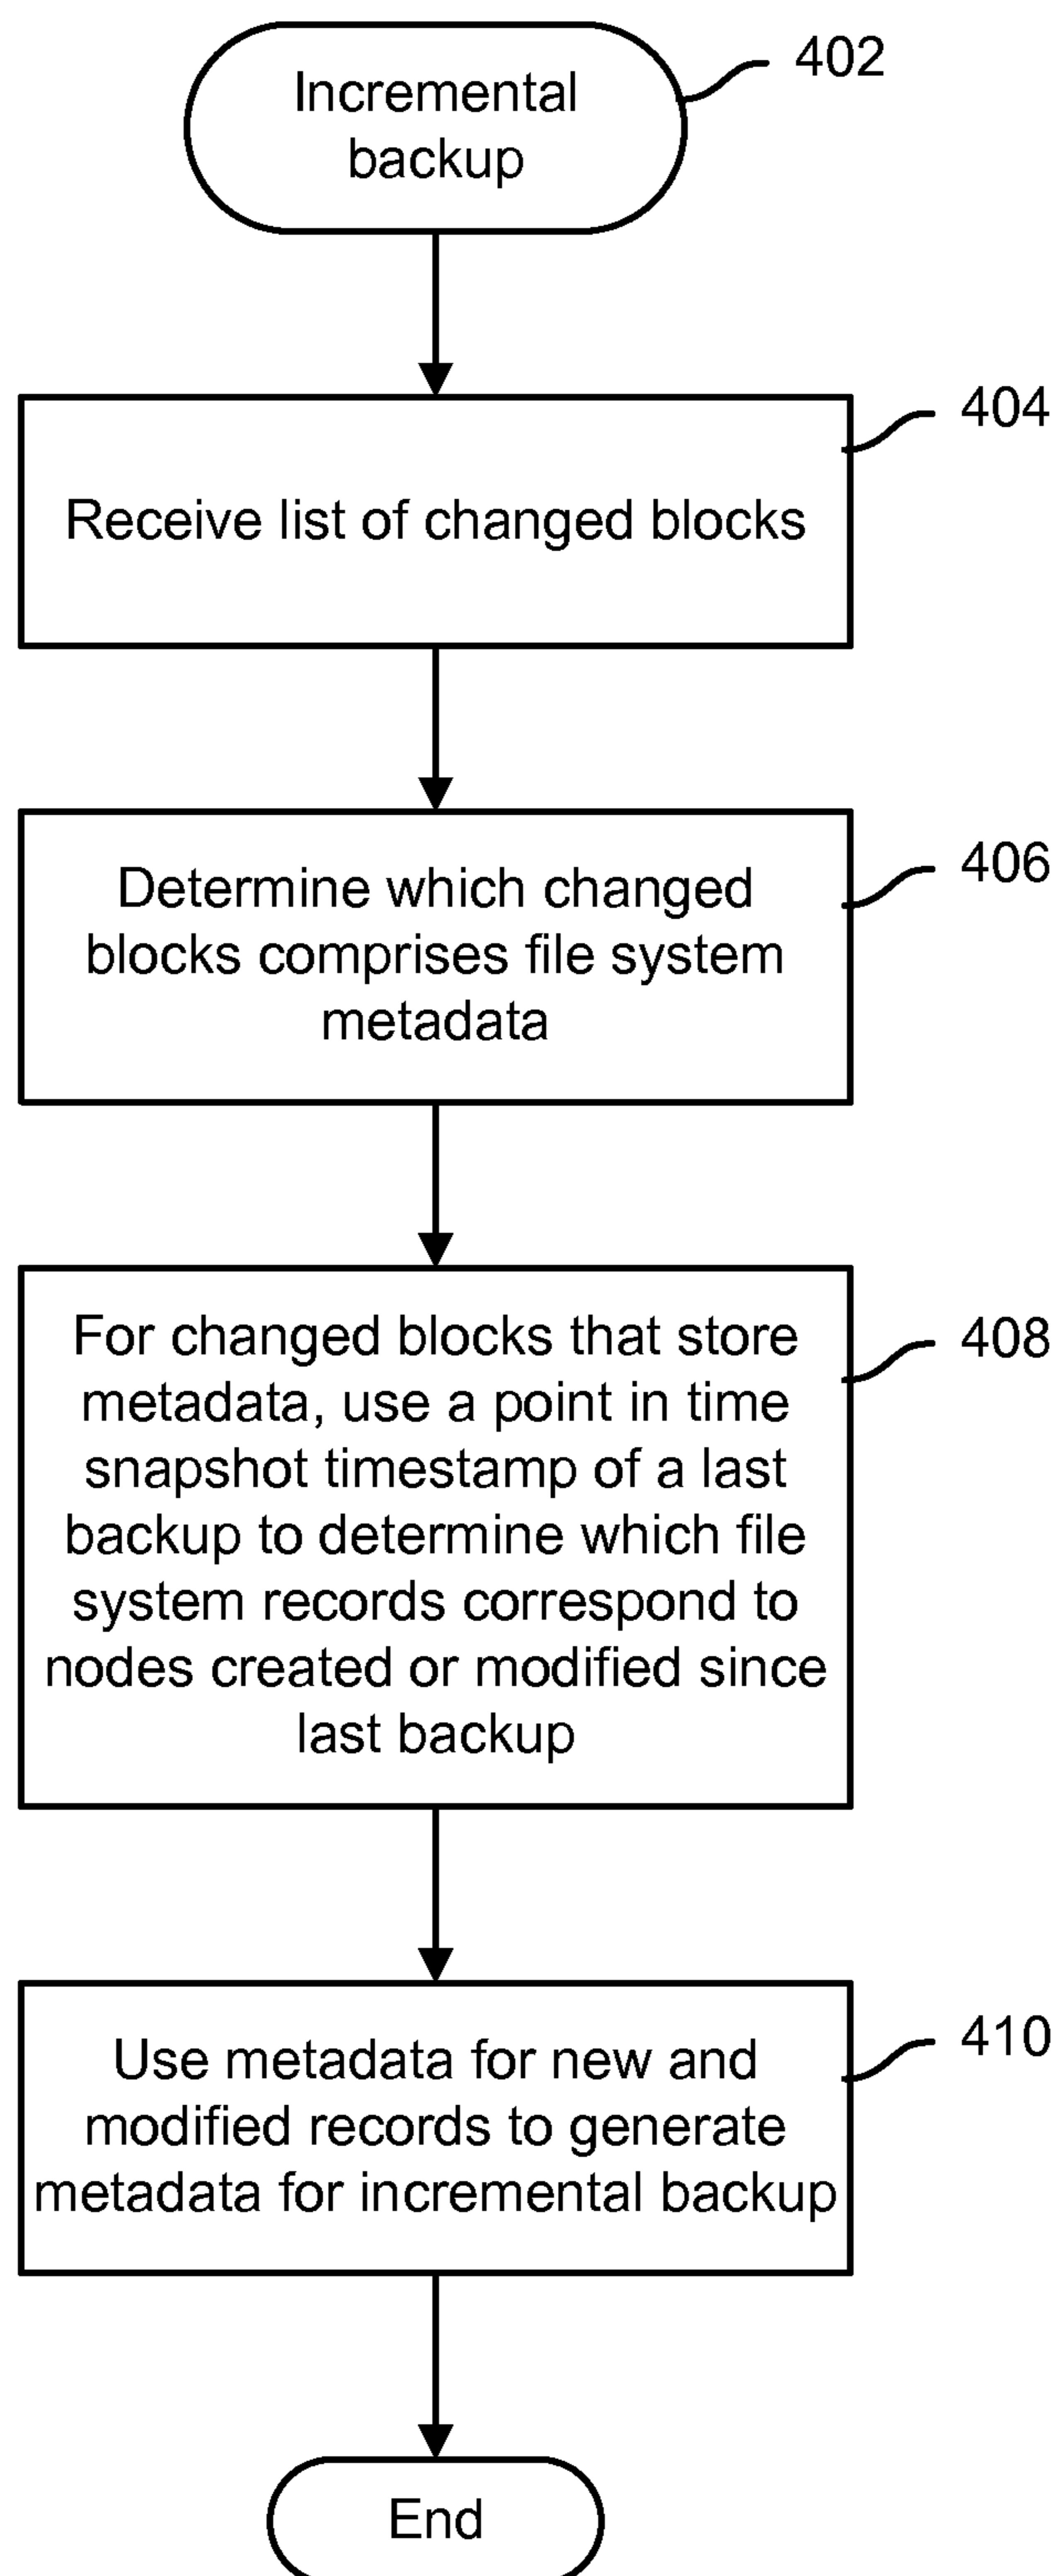 Incremental
backup
402
Receive list of changed blocks
404
Determine which changed
blocks comprises file system
metadata
406
For changed blocks that store
metadata, use a point in time
snapshot timestamp of a last
backup to determine which file
system records correspond to
nodes created or modified since
last backup
408
Use metadata for new and
modified records to generate
metadata for incremental backup
410
End